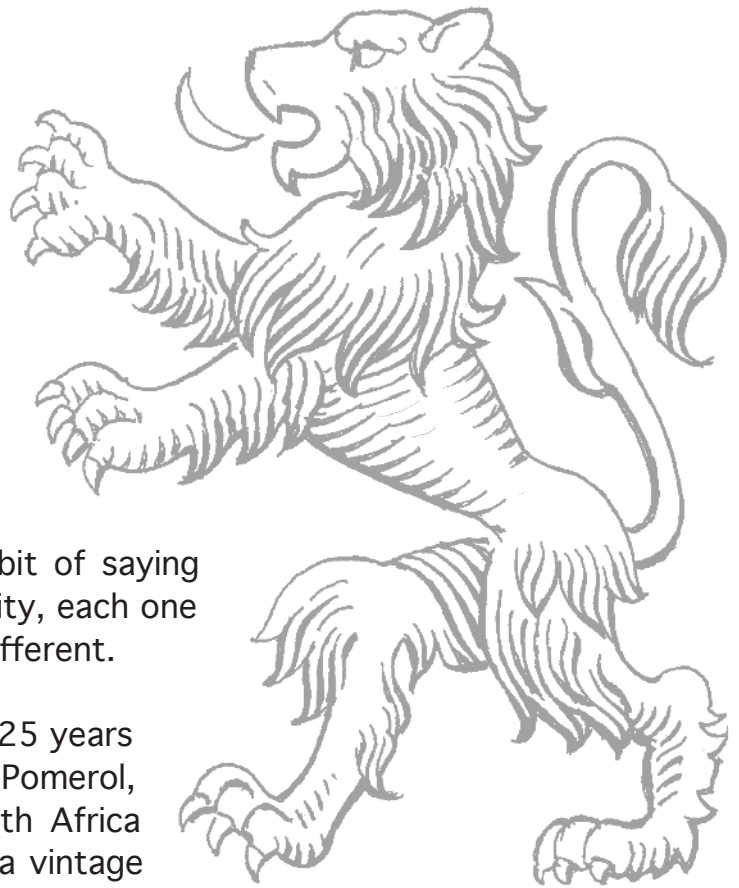 bit of saying
ity, each one
fferent.
25 years
Pomerol,
th Africa
a vintage